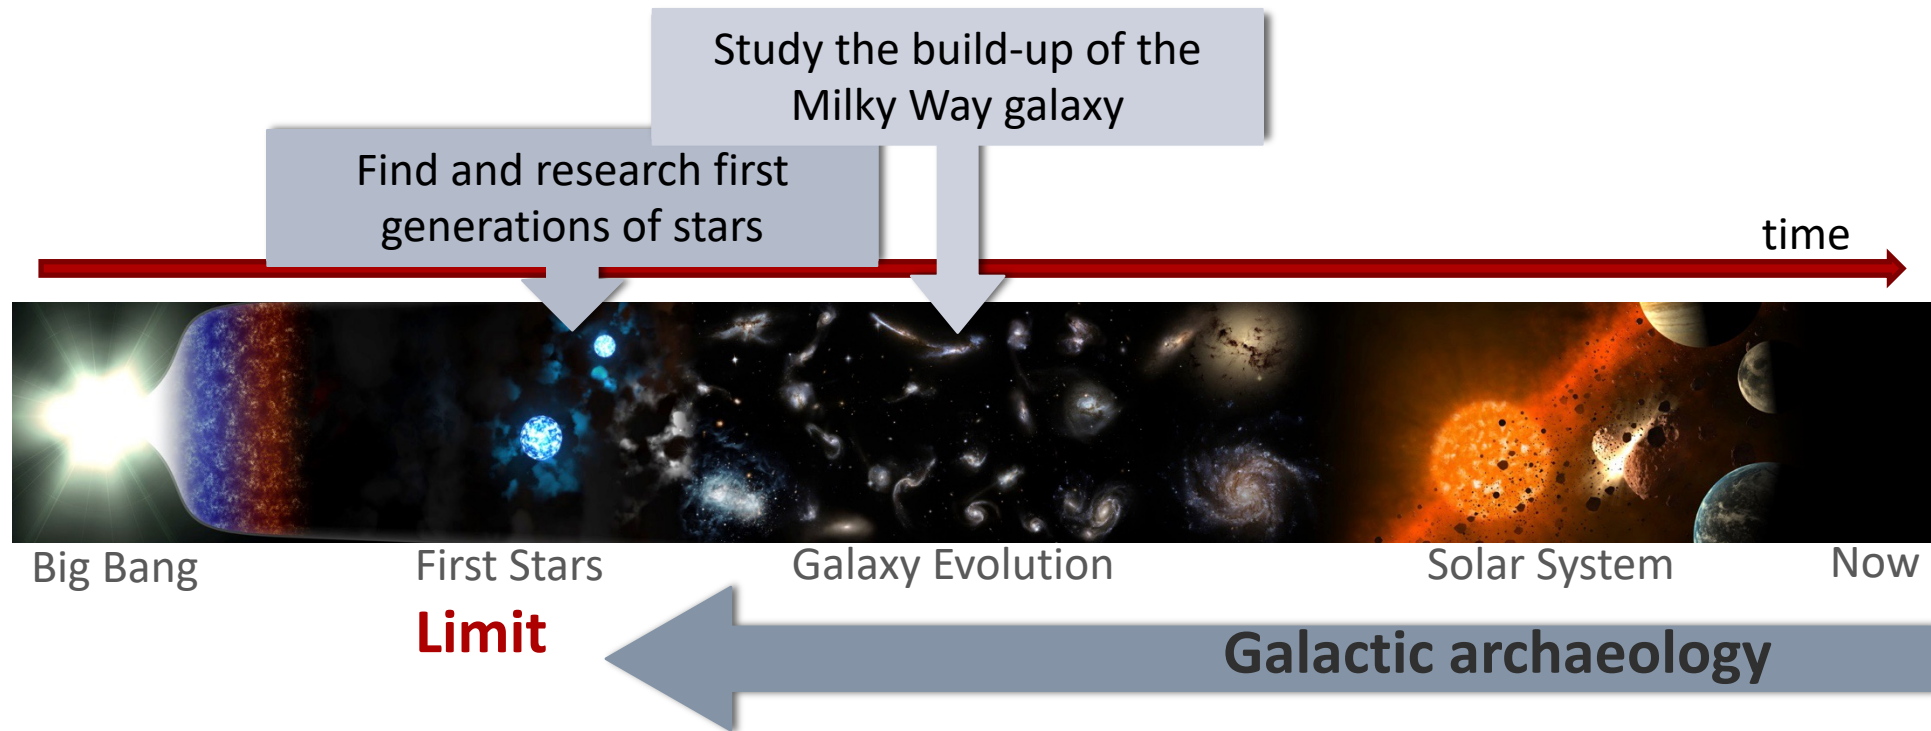 Study the build-up of the
Milky Way galaxy
Find and research first
generations of stars
time
Big Bang
First Stars
Galaxy Evolution
Solar System
Now
Limit
Galactic archaeology